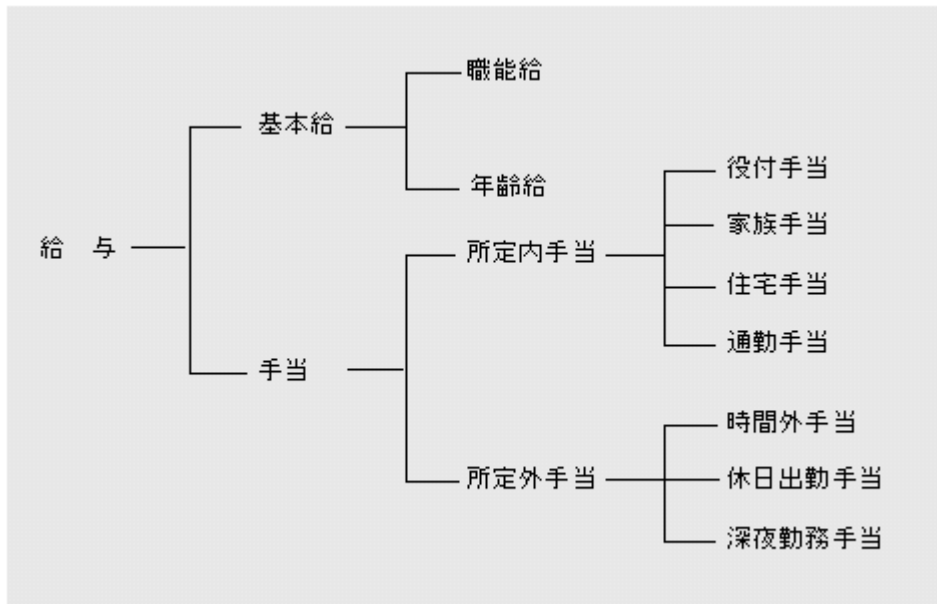 職能給
基本給
年齢給
役付手当
家族手当
給 与
所定内手当
住宅手当
通勤手当
手当
時間外手当
所定外手当
休日出勤手当
深夜勤務手当